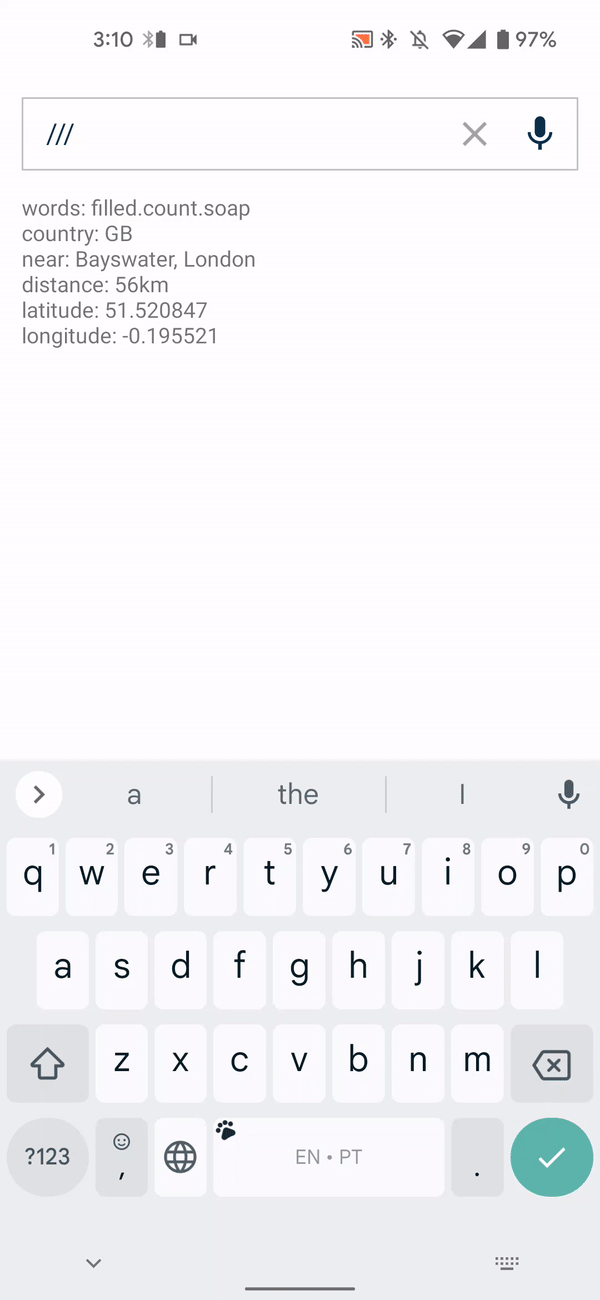 3:10 97%
///
words: filled.count.soap
country: GB
near: Bayswater, London
distance: 56km
latitude: 51.520847
longitude: -0.195521
a the I
1 2 3 4 5 6 7 8 9 0
q w e r t y u i o p
a s d f g h j k l
z x c v b n m
?123 , EN • PT .